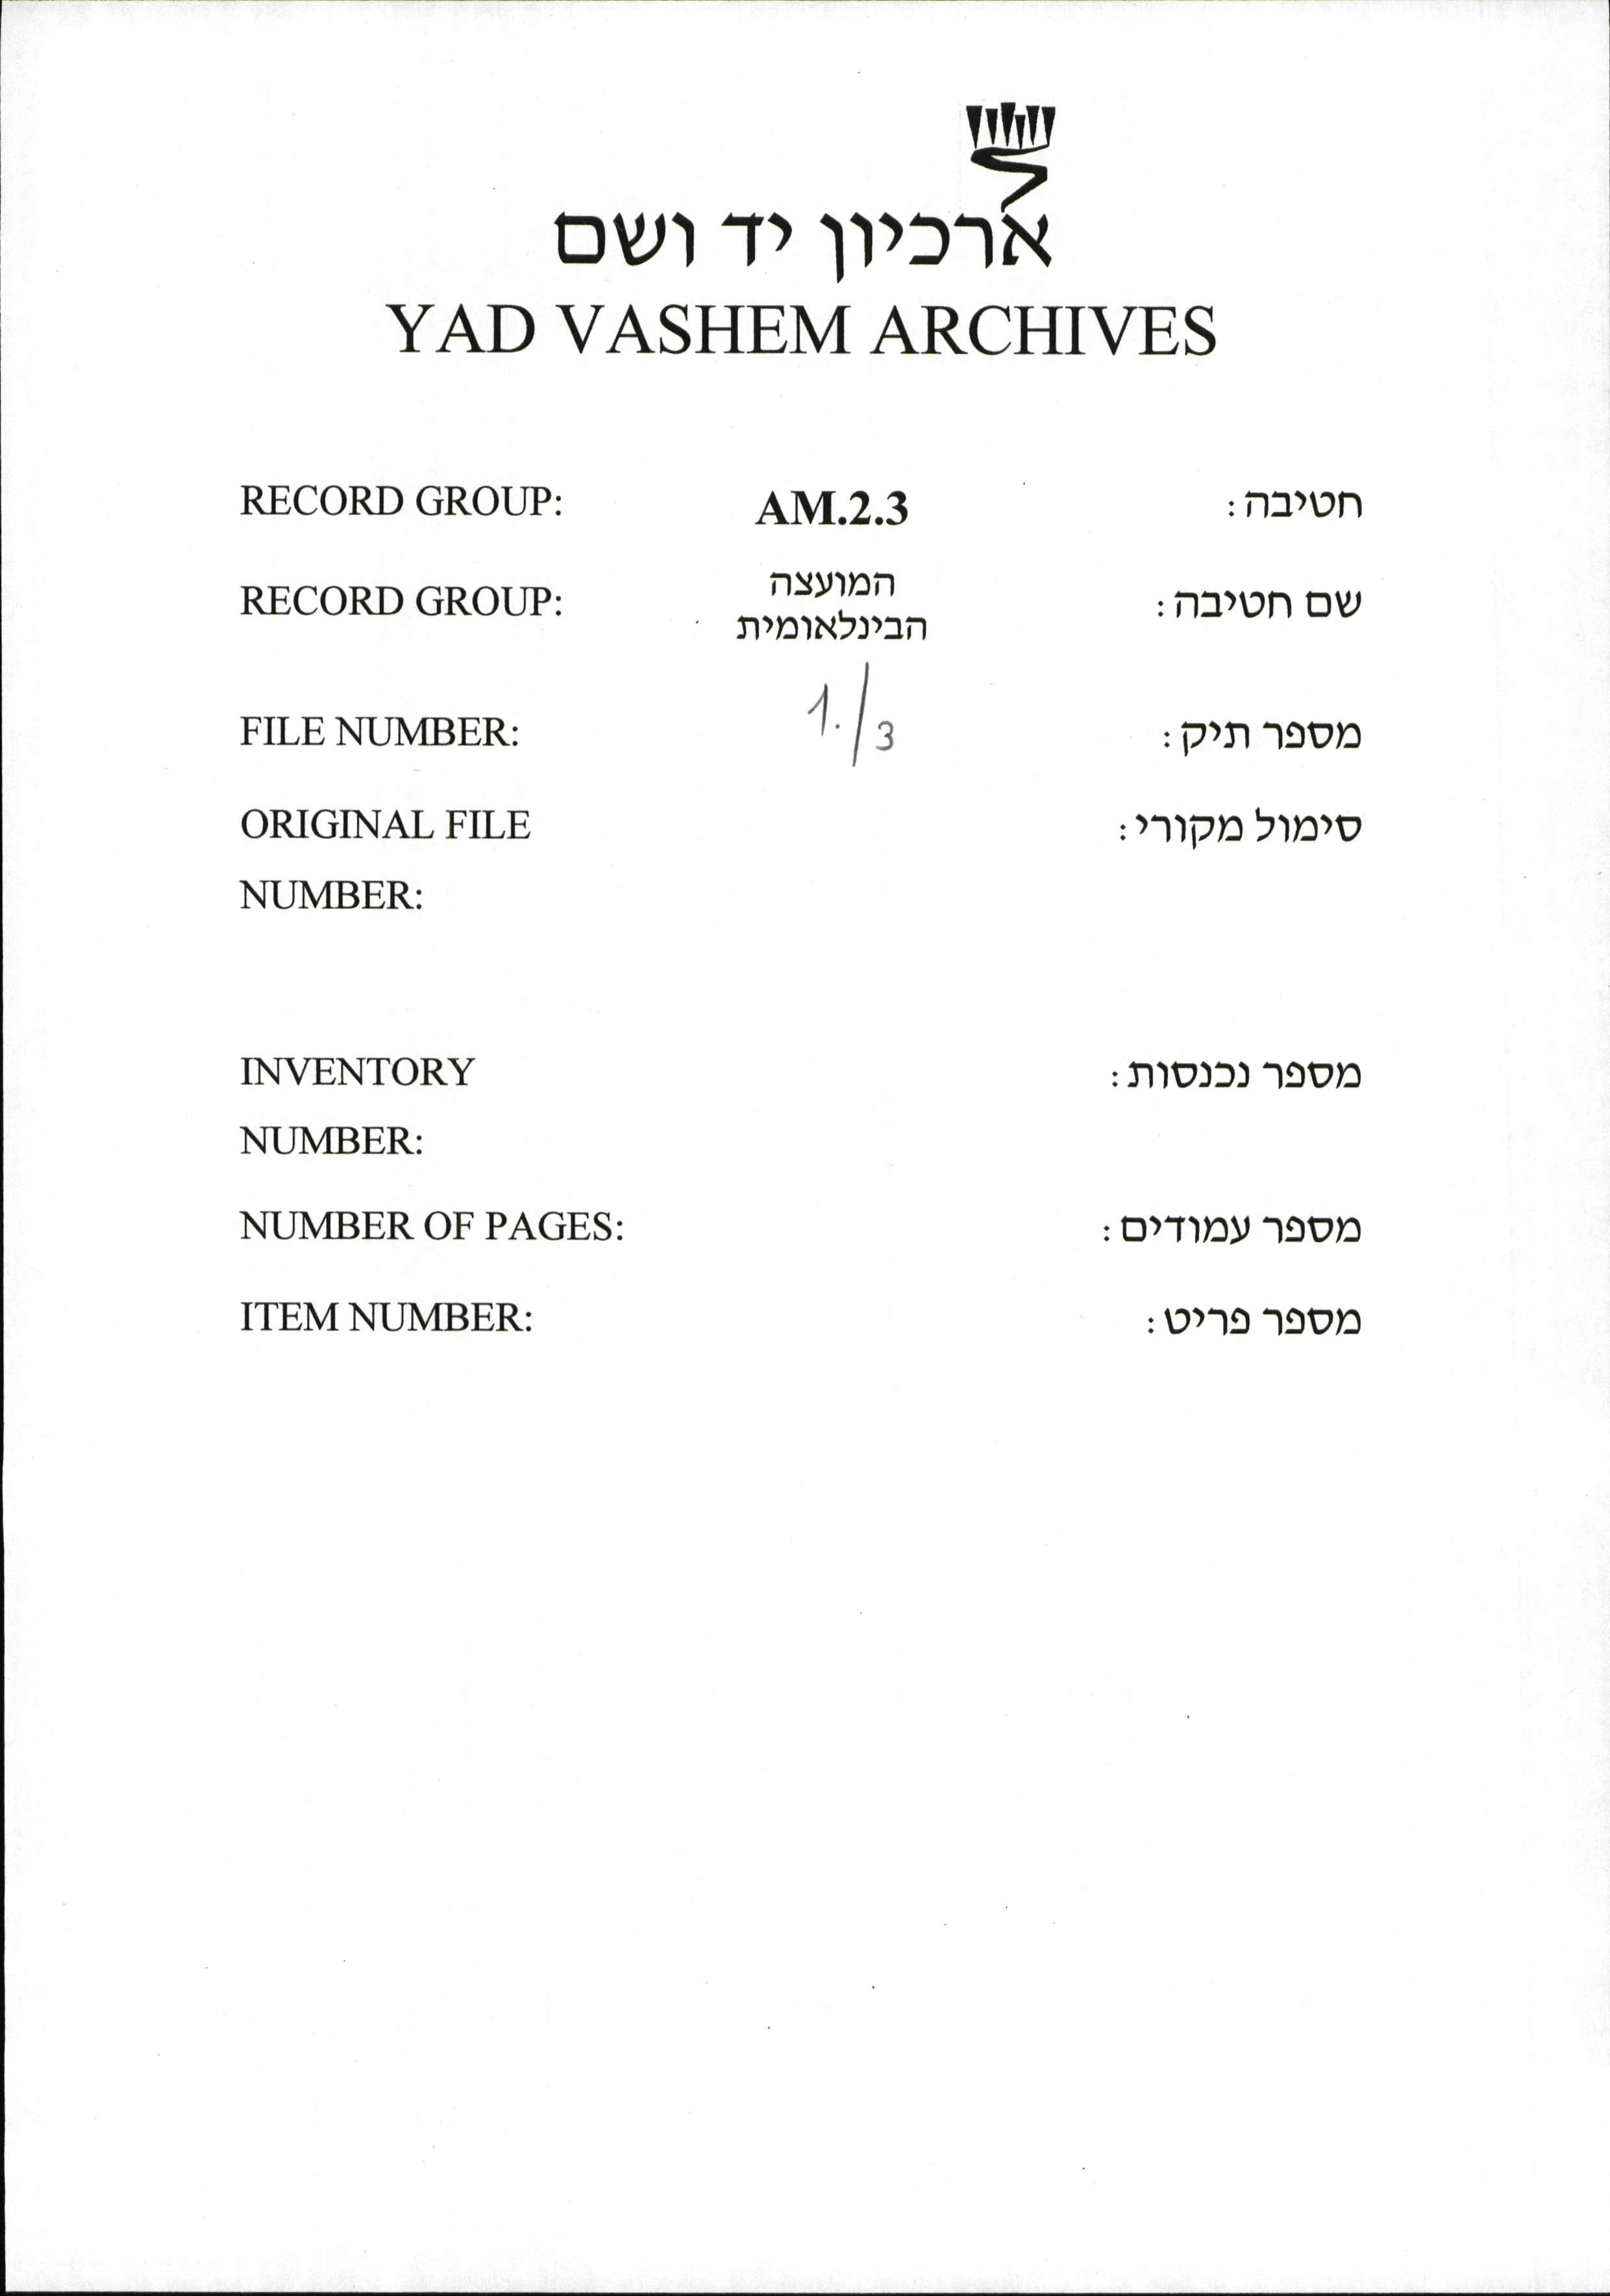 ארכיון יד ושם
YAD VASHEM ARCHIVES
RECORD GROUP: AM.2.3 חטיבה:
RECORD GROUP: המועצה הבינלאומית שם חטיבה:
FILE NUMBER: 1./3 מספר תיק:
ORIGINAL FILE סימול מקורי:
NUMBER:
INVENTORY מספר נכנסות:
NUMBER:
NUMBER OF PAGES: מספר עמודים:
ITEM NUMBER: מספר פריט: